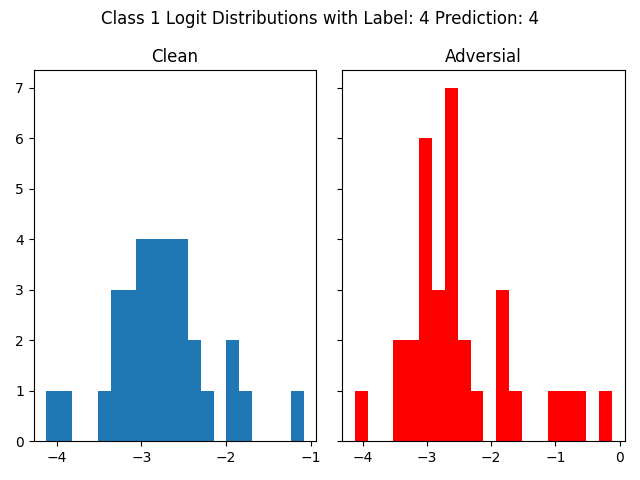 Class 1 Logit Distributions with Label: 4 Prediction: 4
Clean
Adversial
7
6
5
4
3
2
1
0
−4 −3 −2 −1
−4 −3 −2 −1 0